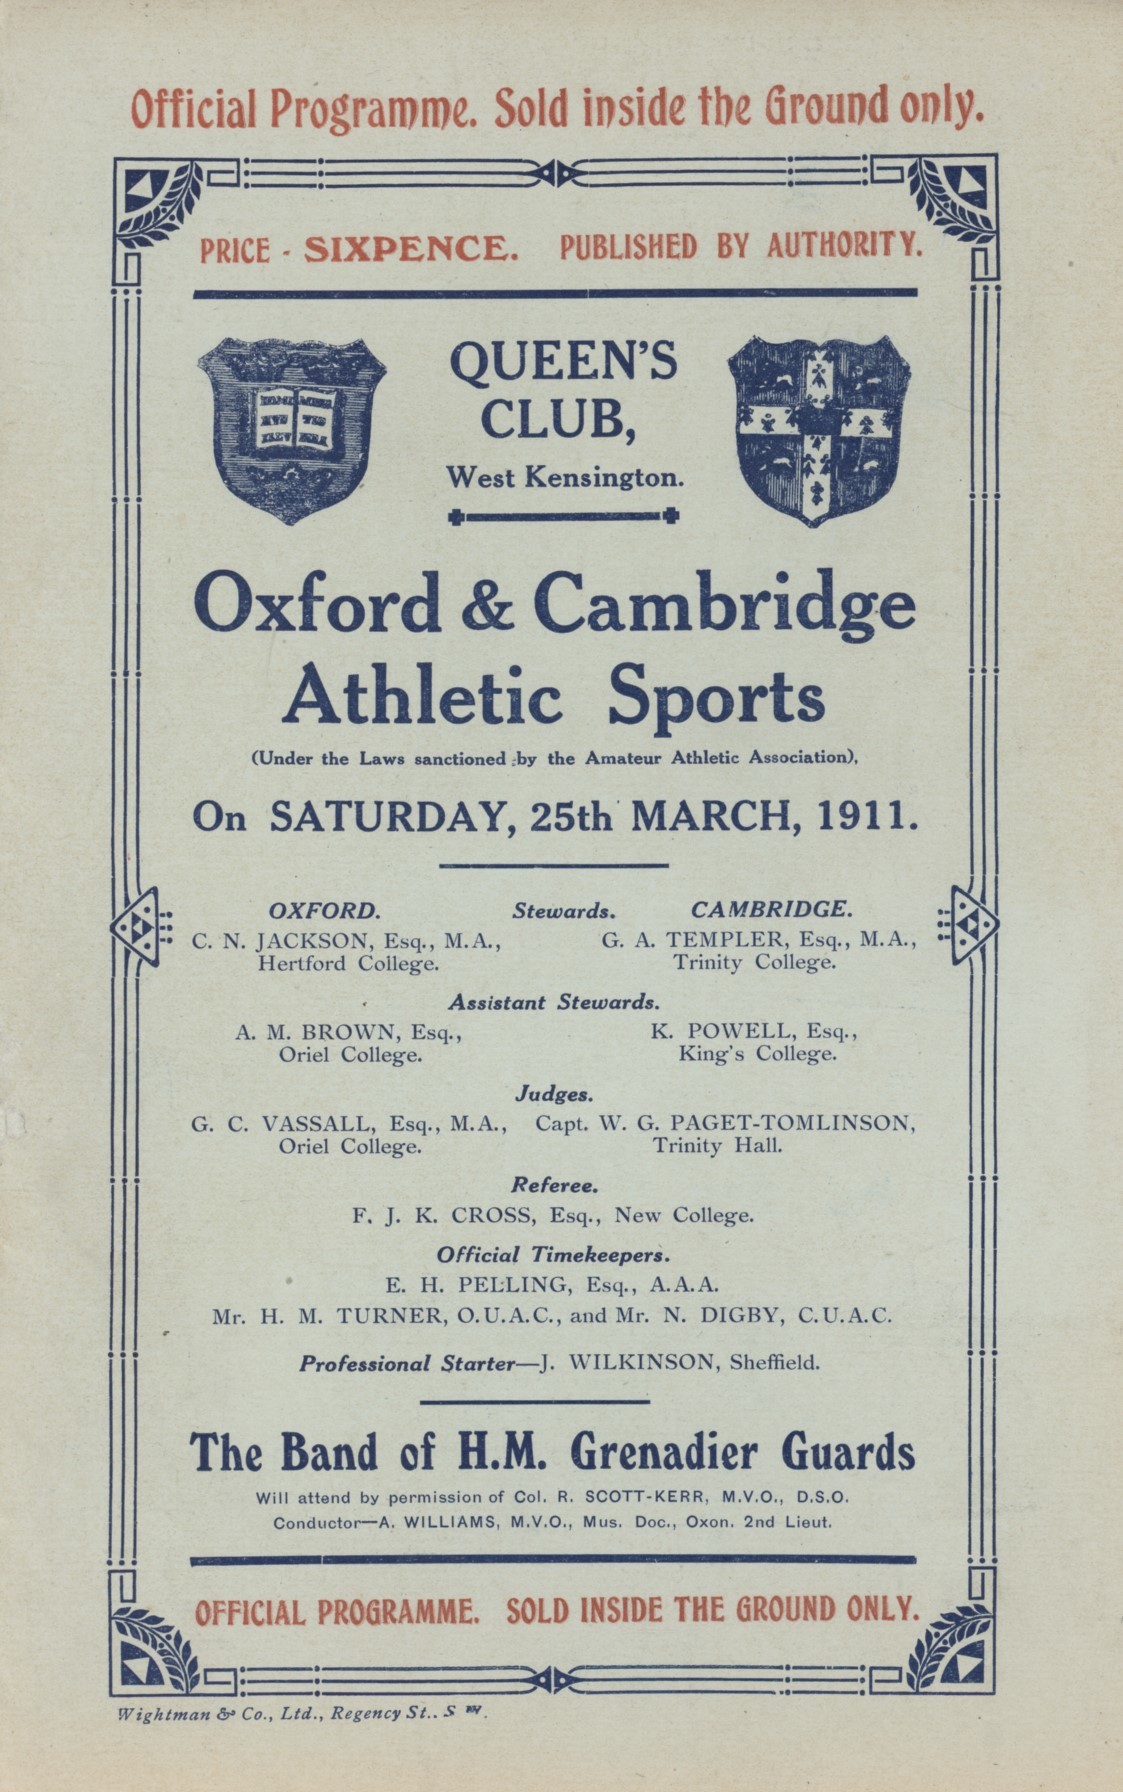 Official Programme. Sold inside the Ground only.
PRICE - SIXPENCE. PUBLISHED BY AUTHORITY.
QUEEN'S
CLUB,
West Kensington.
Oxford & Cambridge
Athletic Sports
(Under the Laws sanctioned by the Amateur Athletic Association),
On SATURDAY, 25th MARCH, 1911.
OXFORD. Stewards. CAMBRIDGE.
C. N. JACKSON, Esq., M.A., G. A. TEMPLER, Esq., M.A.,
Hertford College. Trinity College.
Assistant Stewards.
A. M. BROWN, Esq., K. POWELL, Esq.,
Oriel College. King's College.
Judges.
G. C. VASSALL, Esq., M.A., Capt. W. G. PAGET-TOMLINSON,
Oriel College. Trinity Hall.
Referee.
F. J. K. CROSS, Esq., New College.
Official Timekeepers.
E. H. PELLING, Esq., A.A.A.
Mr. H. M. TURNER, O.U.A.C., and Mr. N. DIGBY, C.U.A.C.
Professional Starter—J. WILKINSON, Sheffield.
The Band of H.M. Grenadier Guards
Will attend by permission of Col. R. SCOTT-KERR, M.V.O., D.S.O.
Conductor—A. WILLIAMS, M.V.O., Mus. Doc., Oxon. 2nd Lieut.
OFFICIAL PROGRAMME. SOLD INSIDE THE GROUND ONLY.
Wightman & Co., Ltd., Regency St.. S W.